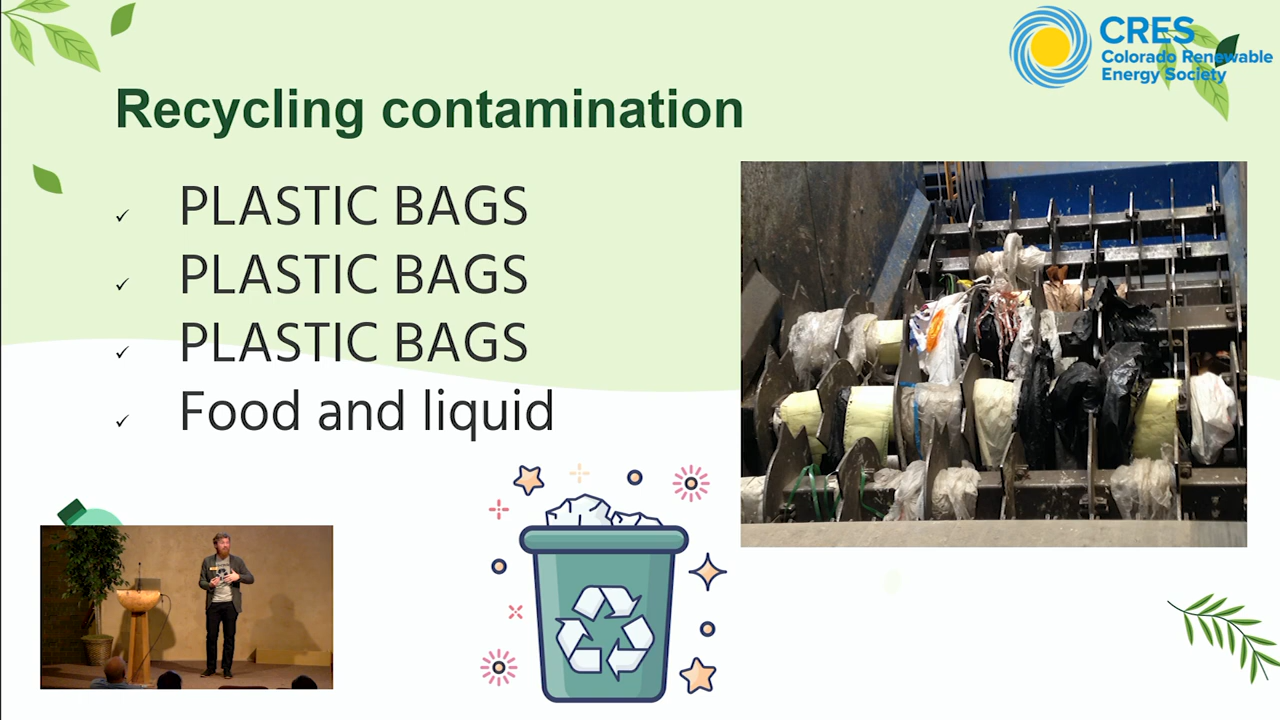 CRES
Colorado Renewable
Energy Society
Recycling contamination
PLASTIC BAGS
PLASTIC BAGS
PLASTIC BAGS
Food and liquid